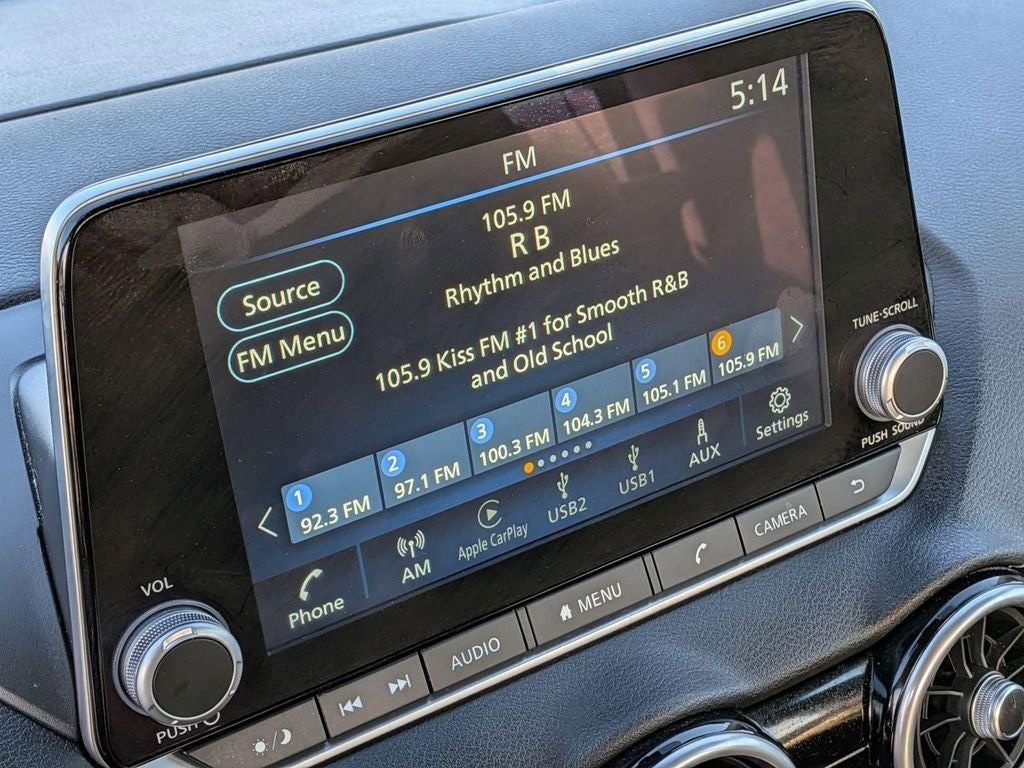 5:14
FM
105.9 FM
R B
Rhythm and Blues
Source
FM Menu
105.9 Kiss FM #1 for Smooth R&B
and Old School
1 92.3 FM
2 97.1 FM
3 100.3 FM
4 104.3 FM
5 105.1 FM
6 105.9 FM
Phone
AM
Apple CarPlay
USB2
USB1
AUX
Settings
TUNE·SCROLL
PUSH SOUND
VOL
PUSH
AUDIO
MENU
CAMERA